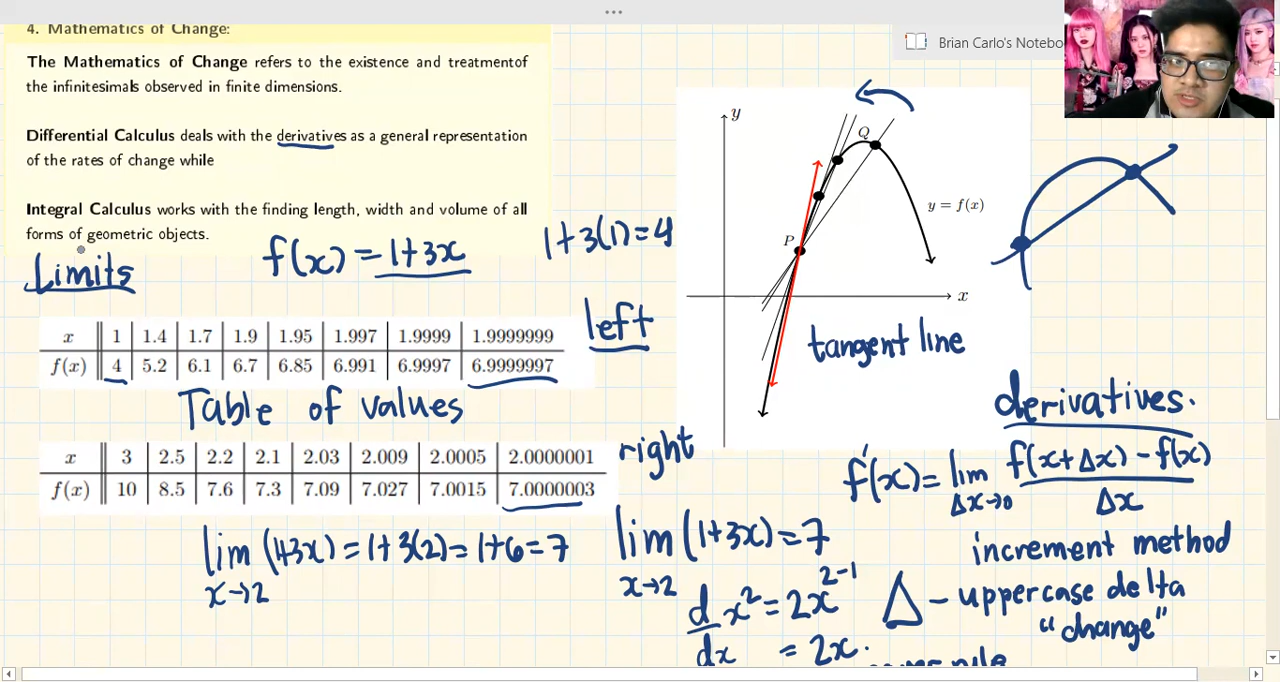 4. Mathematics of Change:
The Mathematics of Change refers to the existence and treatmentof
the infinitesimals observed in finite dimensions.
Differential Calculus deals with the derivatives as a general representation
of the rates of change while
Integral Calculus works with the finding length, width and volume of all
forms of geometric objects.
Limits
f(x) = 1+3x
1+3(1)=4
x 1 1.4 1.7 1.9 1.95 1.997 1.9999 1.9999999
f(x) 4 5.2 6.1 6.7 6.85 6.991 6.9997 6.9999997
left
Table of values
x 3 2.5 2.2 2.1 2.03 2.009 2.0005 2.0000001
f(x) 10 8.5 7.6 7.3 7.09 7.027 7.0015 7.0000003
right
lim (1+3x) = 1+3(2) = 1+6 = 7
x→2
Brian Carlo's Notebo
y
Q
P
y = f(x)
x
tangent line
derivatives.
f'(x) = lim f(x+Δx) - f(x)
Δx→0 Δx
increment method
lim (1+3x) = 7
x→2
d x² = 2x²⁻¹
dx = 2x.
Δ - uppercase delta
"change"
rule